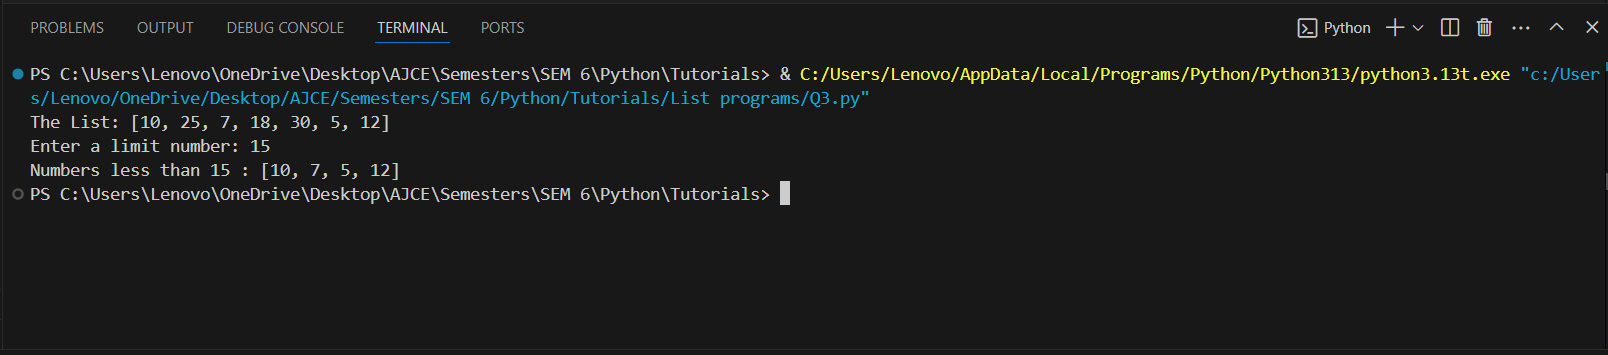 PROBLEMS OUTPUT DEBUG CONSOLE TERMINAL PORTS Python
PS C:\Users\Lenovo\OneDrive\Desktop\AJCE\Semesters\SEM 6\Python\Tutorials> & C:/Users/Lenovo/AppData/Local/Programs/Python/Python313/python3.13t.exe "c:/User
s/Lenovo/OneDrive/Desktop/AJCE/Semesters/SEM 6/Python/Tutorials/List programs/Q3.py"
The List: [10, 25, 7, 18, 30, 5, 12]
Enter a limit number: 15
Numbers less than 15 : [10, 7, 5, 12]
PS C:\Users\Lenovo\OneDrive\Desktop\AJCE\Semesters\SEM 6\Python\Tutorials>